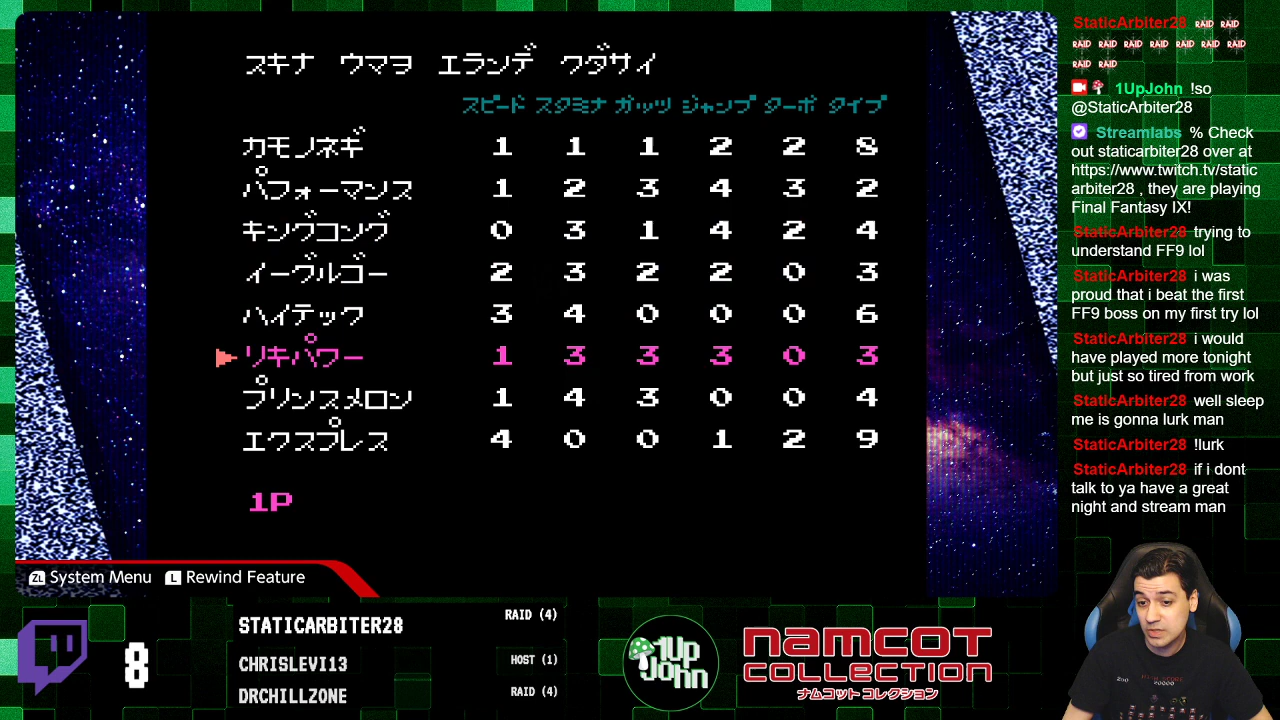 スキナ ウマヲ エランデ クダサイ
スピード スタミナ ガッツ ジャンプ ターボ タイプ
カモノネギ 1 1 1 2 2 8
パフォーマンス 1 2 3 4 3 2
キングコング 0 3 1 4 2 4
イーヴルゴー 2 3 2 2 0 3
ハイテック 3 4 0 0 0 6
リキパワー 1 3 3 3 0 3
プリンスメロン 1 4 3 0 0 4
エクスプレス 4 0 0 1 2 9
1P
ZL System Menu L Rewind Feature
8
STATICARBITER28 RAID (4)
CHRISLEVI13 HOST (1)
DRCHILLZONE RAID (4)
1Up
John
namcot
COLLECTION
ナムコット コレクション
StaticArbiter28 RAID RAID
RAID RAID RAID RAID RAID RAID RAID
RAID RAID
1UpJohn !so
@StaticArbiter28
Streamlabs % Check
out staticarbiter28 over at
https://www.twitch.tv/static
arbiter28 , they are playing
Final Fantasy IX!
StaticArbiter28 trying to
understand FF9 lol
StaticArbiter28 i was
proud that i beat the first
FF9 boss on my first try lol
StaticArbiter28 i would
have played more tonight
but just so tired from work
StaticArbiter28 well sleep
me is gonna lurk man
StaticArbiter28 !lurk
StaticArbiter28 if i dont
talk to ya have a great
night and stream man